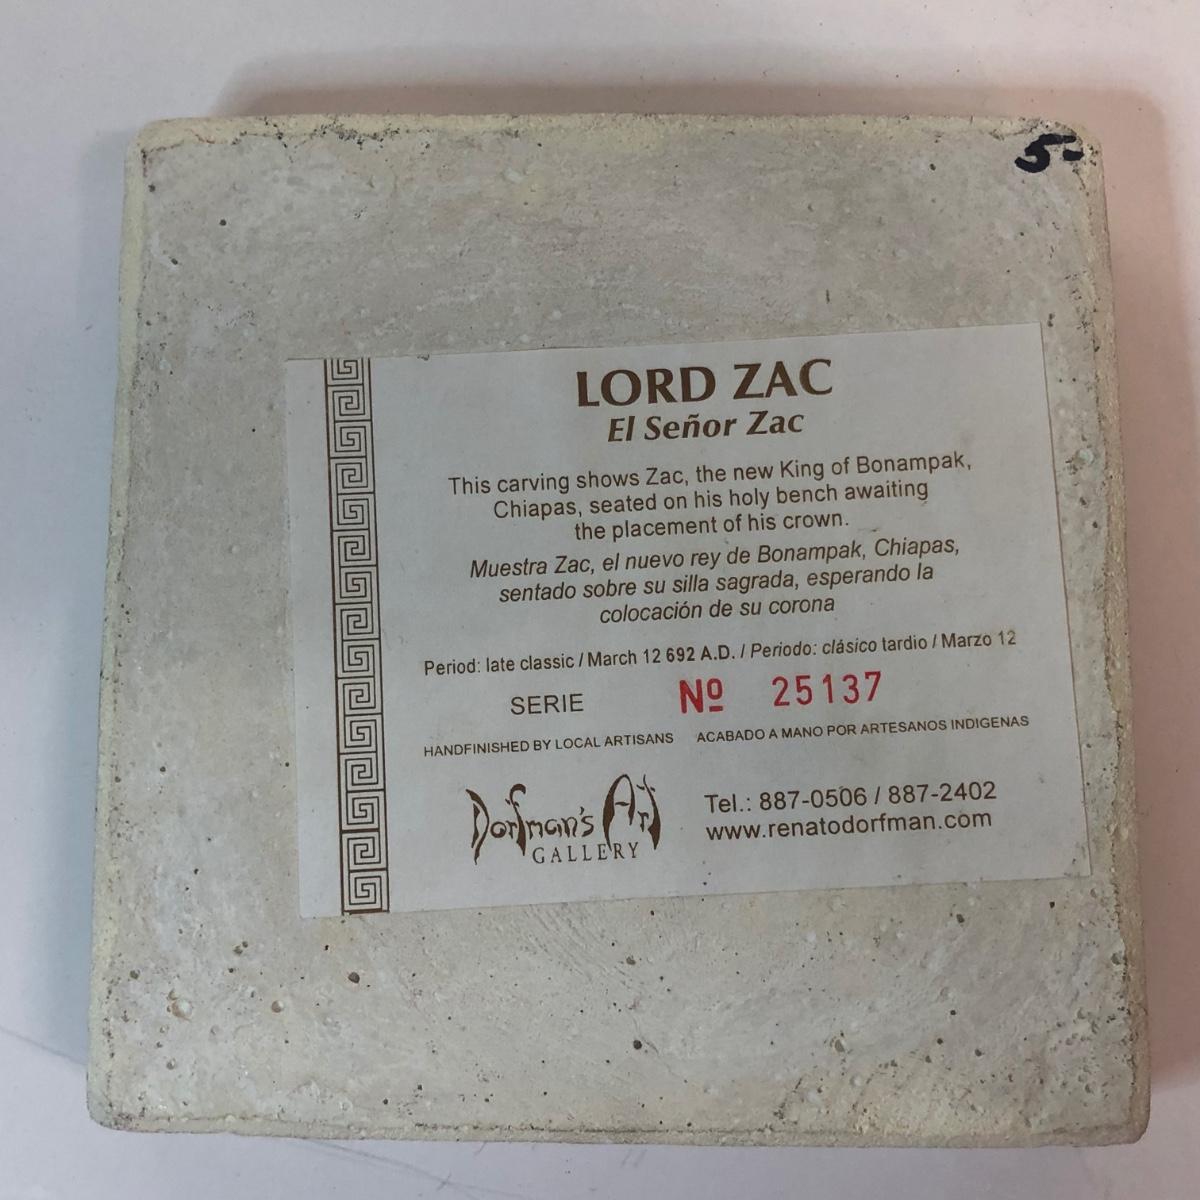 5-
LORD ZAC
El Señor Zac
This carving shows Zac, the new King of Bonampak,
Chiapas, seated on his holy bench awaiting
the placement of his crown.
Muestra Zac, el nuevo rey de Bonampak, Chiapas,
sentado sobre su silla sagrada, esperando la
colocación de su corona
Period: late classic / March 12 692 A.D. / Periodo: clásico tardio / Marzo 12
SERIE Nº 25137
HANDFINISHED BY LOCAL ARTISANS ACABADO A MANO POR ARTESANOS INDIGENAS
Dorfman's Art
GALLERY
Tel.: 887-0506 / 887-2402
www.renatodorfman.com